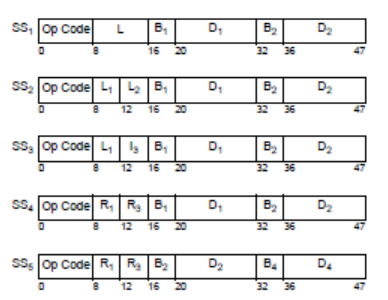 SS₁ Op Code L B₁ D₁ B₂ D₂
0 8 16 20 32 36 47
SS₂ Op Code L₁ L₂ B₁ D₁ B₂ D₂
0 8 12 16 20 32 36 47
SS₃ Op Code L₁ I₃ B₁ D₁ B₂ D₂
0 8 12 16 20 32 36 47
SS₄ Op Code R₁ R₃ B₁ D₁ B₂ D₂
0 8 12 16 20 32 36 47
SS₅ Op Code R₁ R₃ B₂ D₂ B₄ D₄
0 8 12 16 20 32 36 47